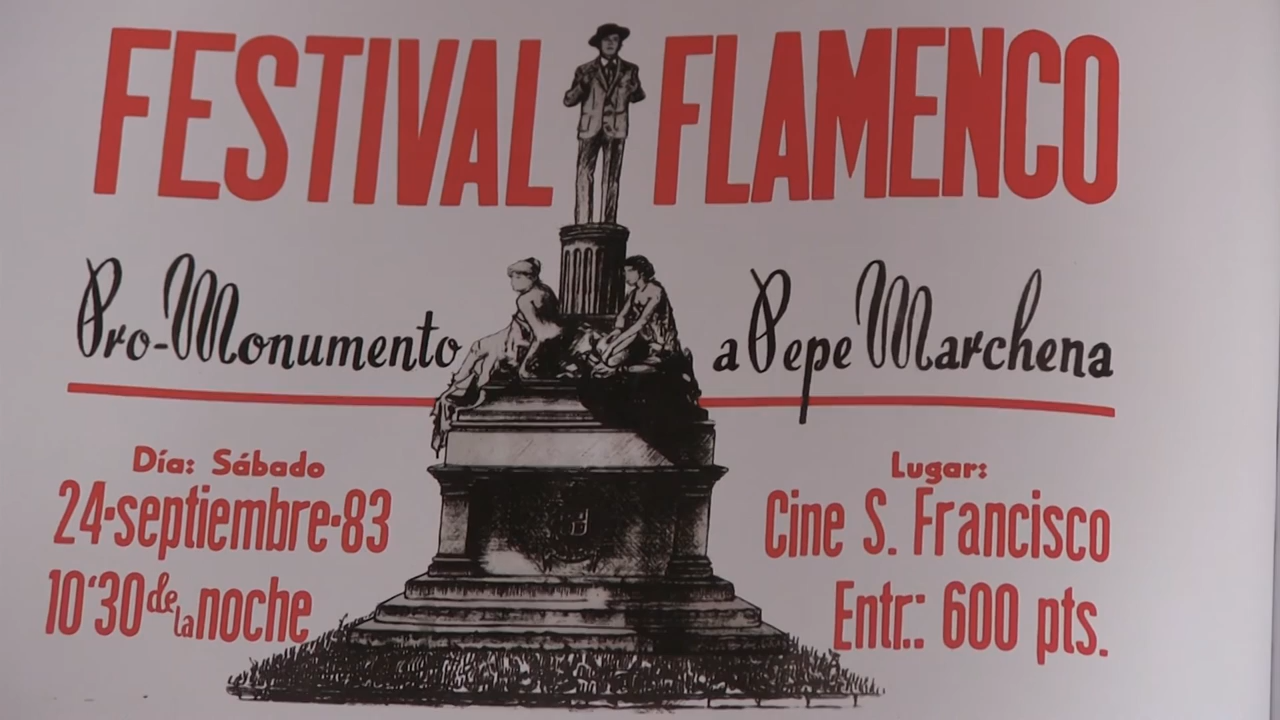 FESTIVAL FLAMENCO
Pro-Monumento a Pepe Marchena
Día: Sábado
24-septiembre-83
10'30 de la noche
Lugar:
Cine S. Francisco
Entr.: 600 pts.